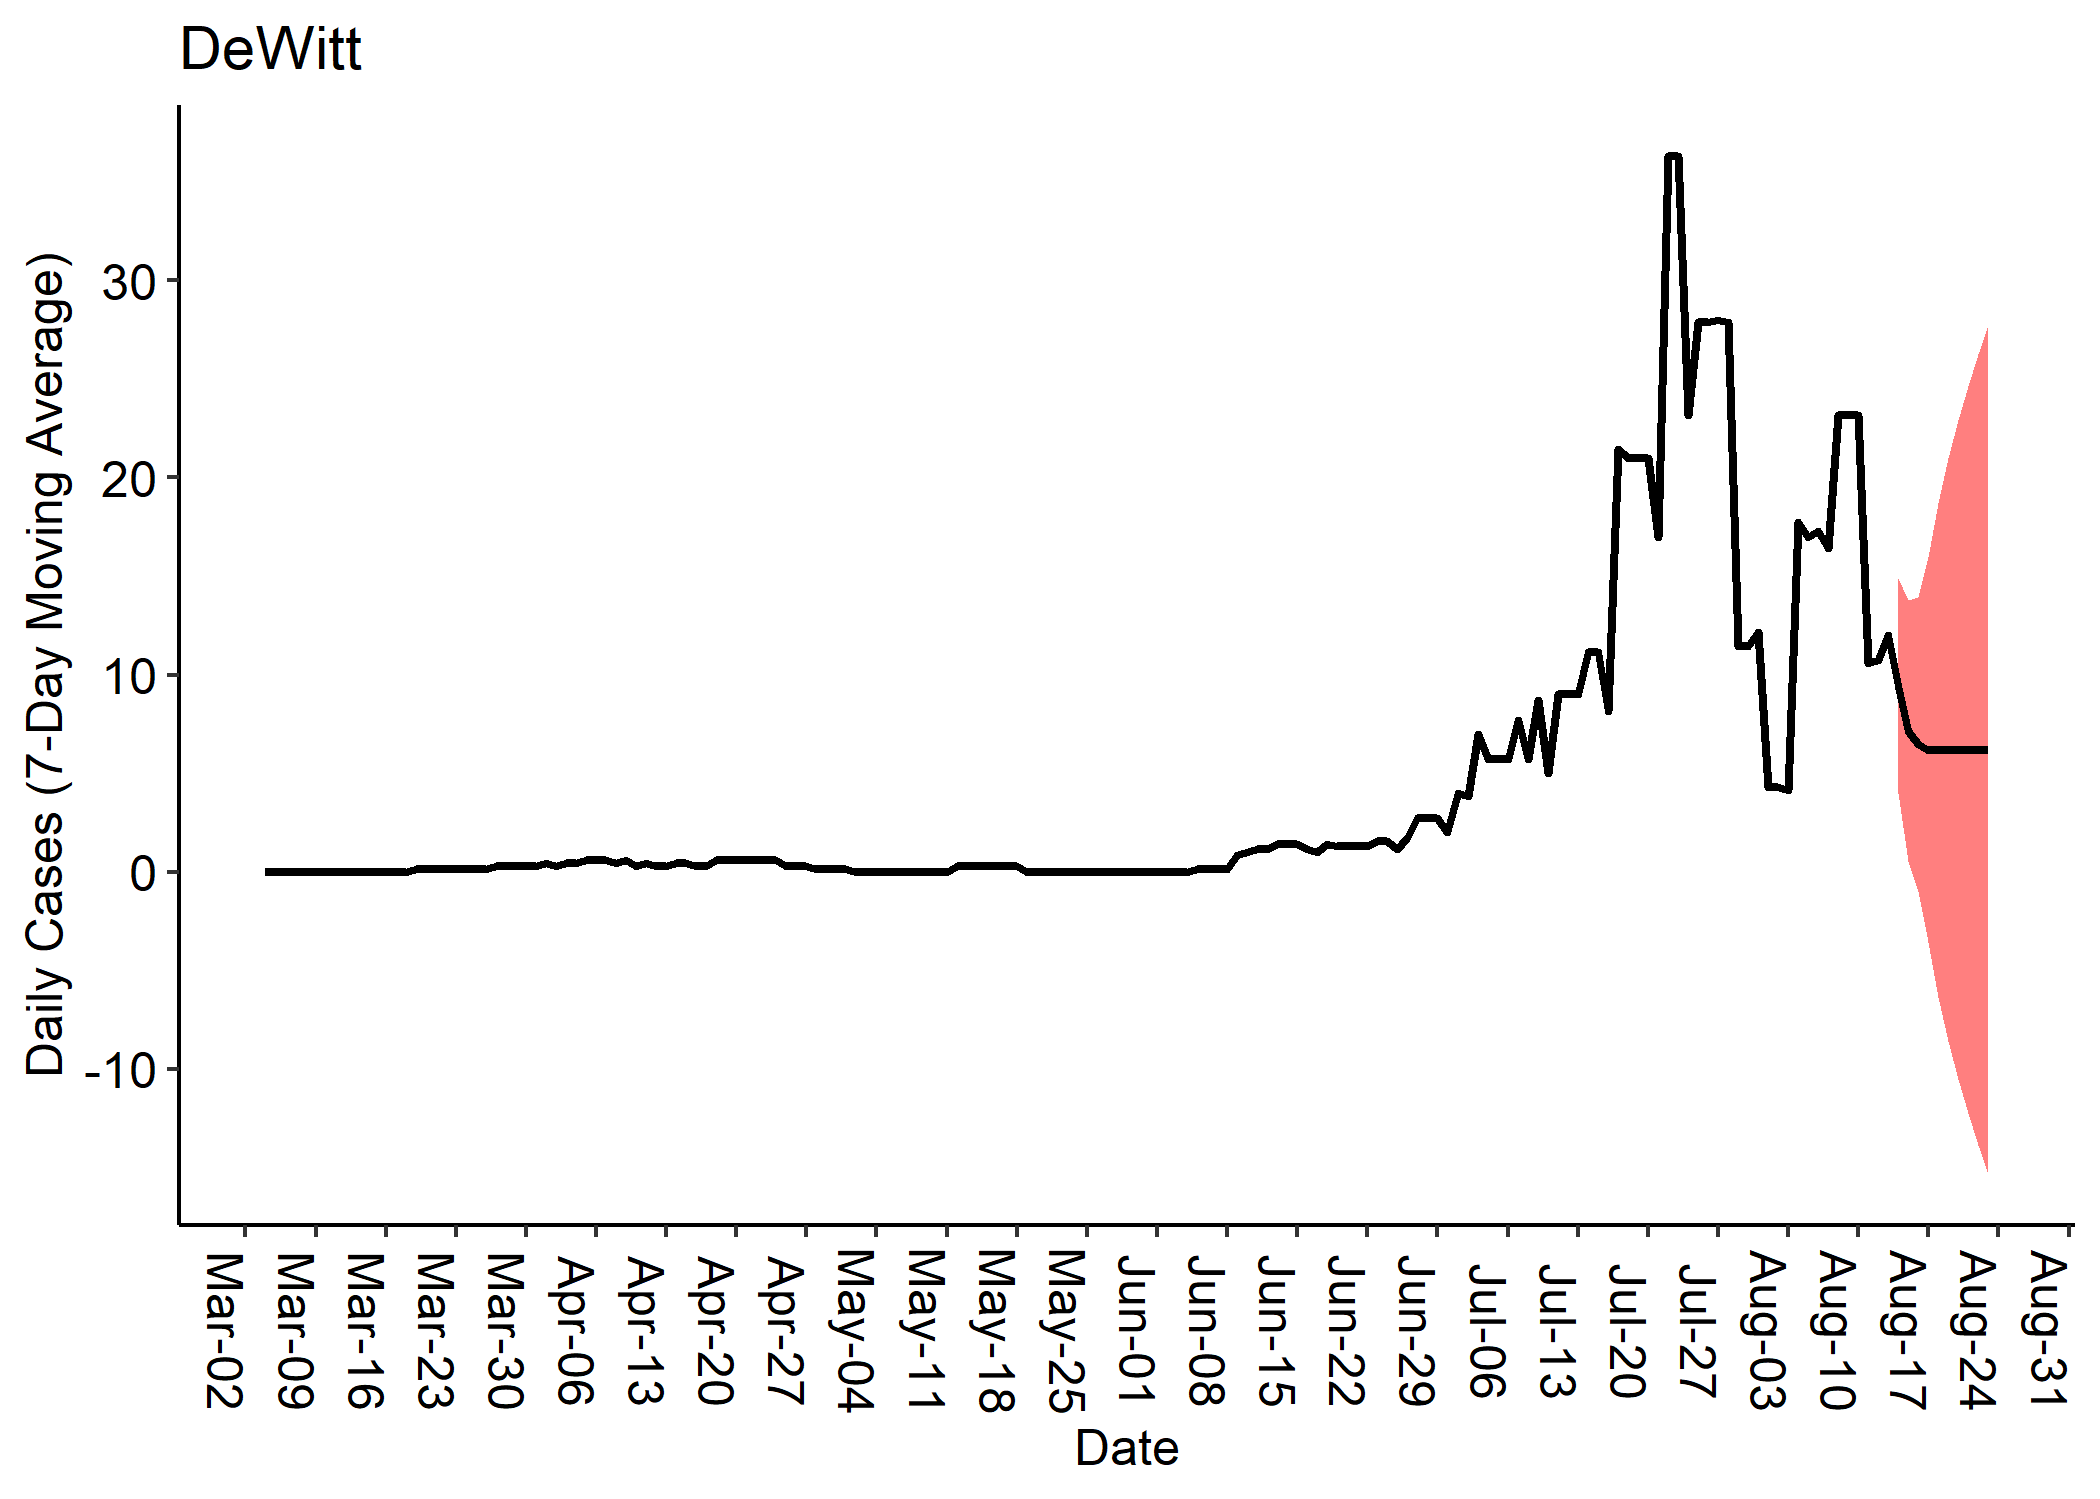 DeWitt
Daily Cases (7-Day Moving Average)
30
20
10
0
-10
Mar-02
Mar-09
Mar-16
Mar-23
Mar-30
Apr-06
Apr-13
Apr-20
Apr-27
May-04
May-11
May-18
May-25
Jun-01
Jun-08
Jun-15
Jun-22
Jun-29
Jul-06
Jul-13
Jul-20
Jul-27
Aug-03
Aug-10
Aug-17
Aug-24
Aug-31
Date